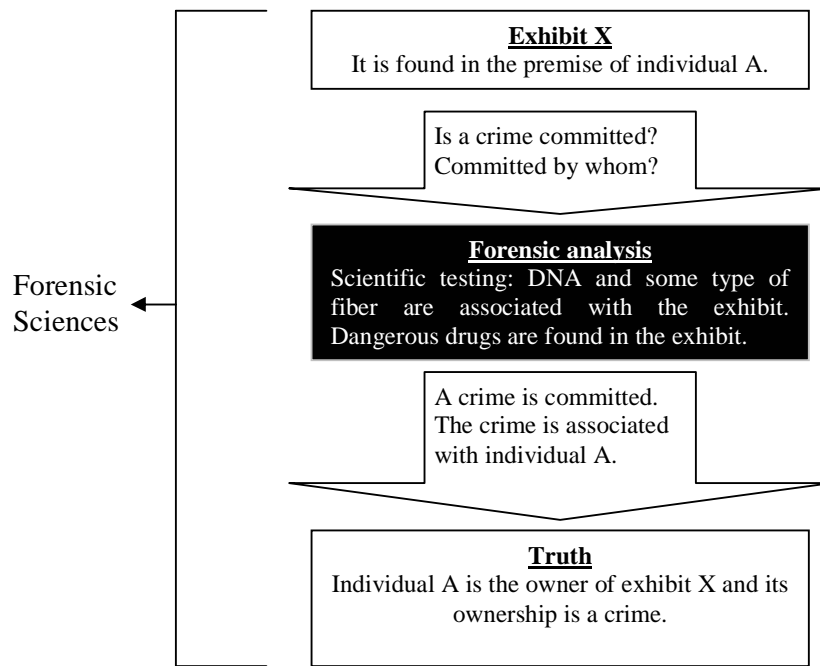 Exhibit X
It is found in the premise of individual A.
Is a crime committed?
Committed by whom?
Forensic analysis
Scientific testing: DNA and some type of
fiber are associated with the exhibit.
Dangerous drugs are found in the exhibit.
Forensic
Sciences
A crime is committed.
The crime is associated
with individual A.
Truth
Individual A is the owner of exhibit X and its
ownership is a crime.